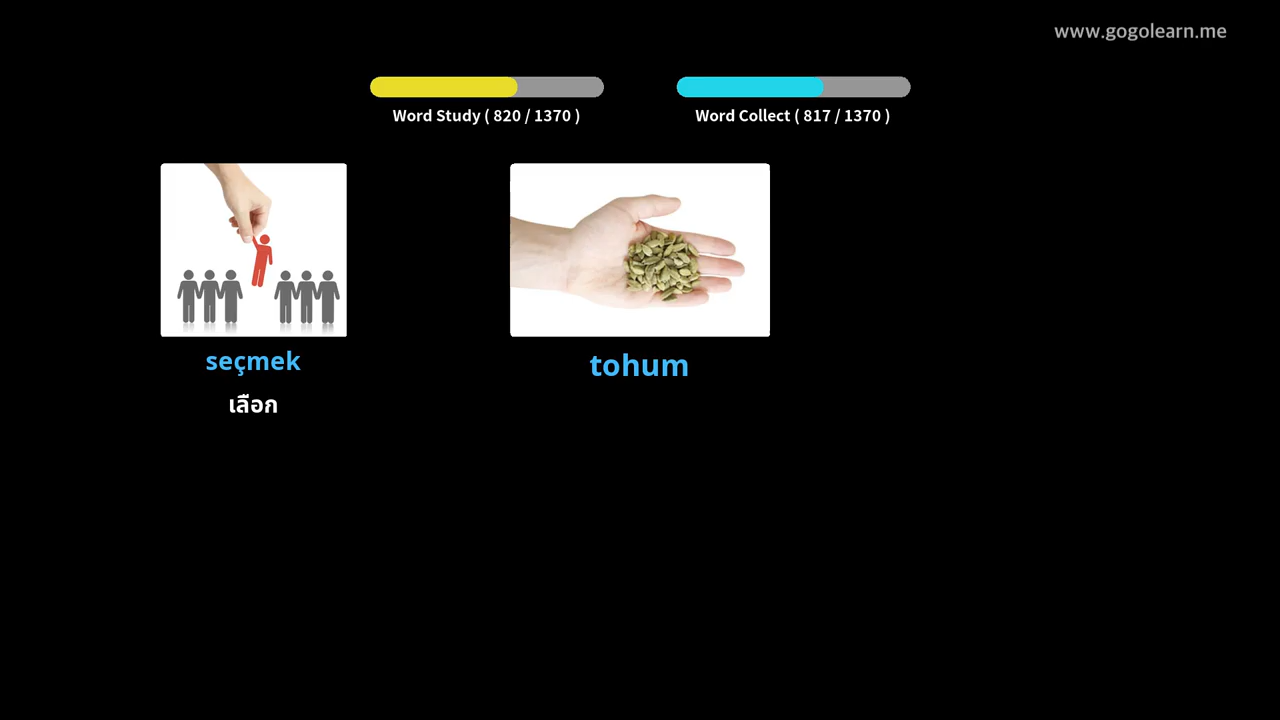 www.gogolearn.me
Word Study ( 820 / 1370 )
Word Collect ( 817 / 1370 )
seçmek
เลือก
tohum